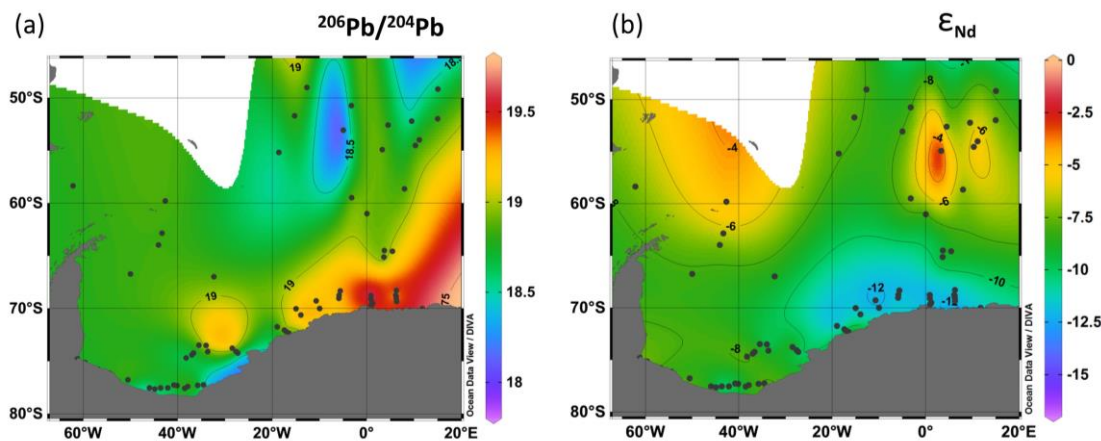 (a) ²⁰⁶Pb/²⁰⁴Pb
50°S
60°S
70°S
80°S
60°W 40°W 20°W 0° 20°E
19
18.5
18.
19
19
75
Ocean Data View / DIVA
19.5
19
18.5
18
(b) εNd
50°S
60°S
70°S
80°S
60°W 40°W 20°W 0° 20°E
-8
-4
-4
-6
-6
-6
-10
-12
-12
-8
Ocean Data View / DIVA
0
-2.5
-5
-7.5
-10
-12.5
-15